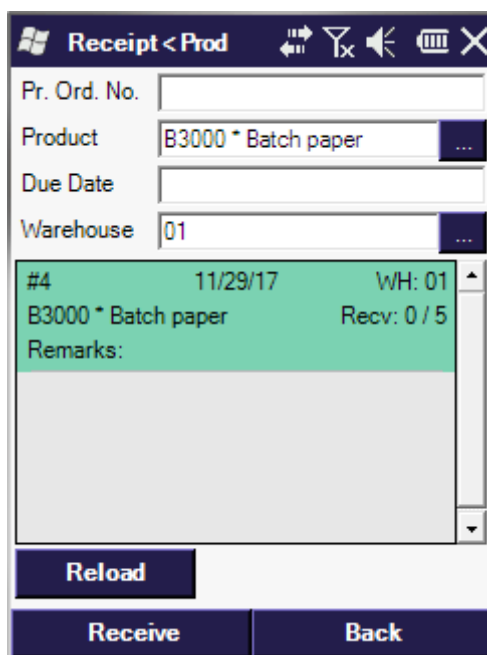 Receipt < Prod
Pr. Ord. No.
Product B3000 * Batch paper ...
Due Date
Warehouse 01 ...
#4 11/29/17 WH: 01
B3000 * Batch paper Recv: 0 / 5
Remarks:
Reload
Receive Back